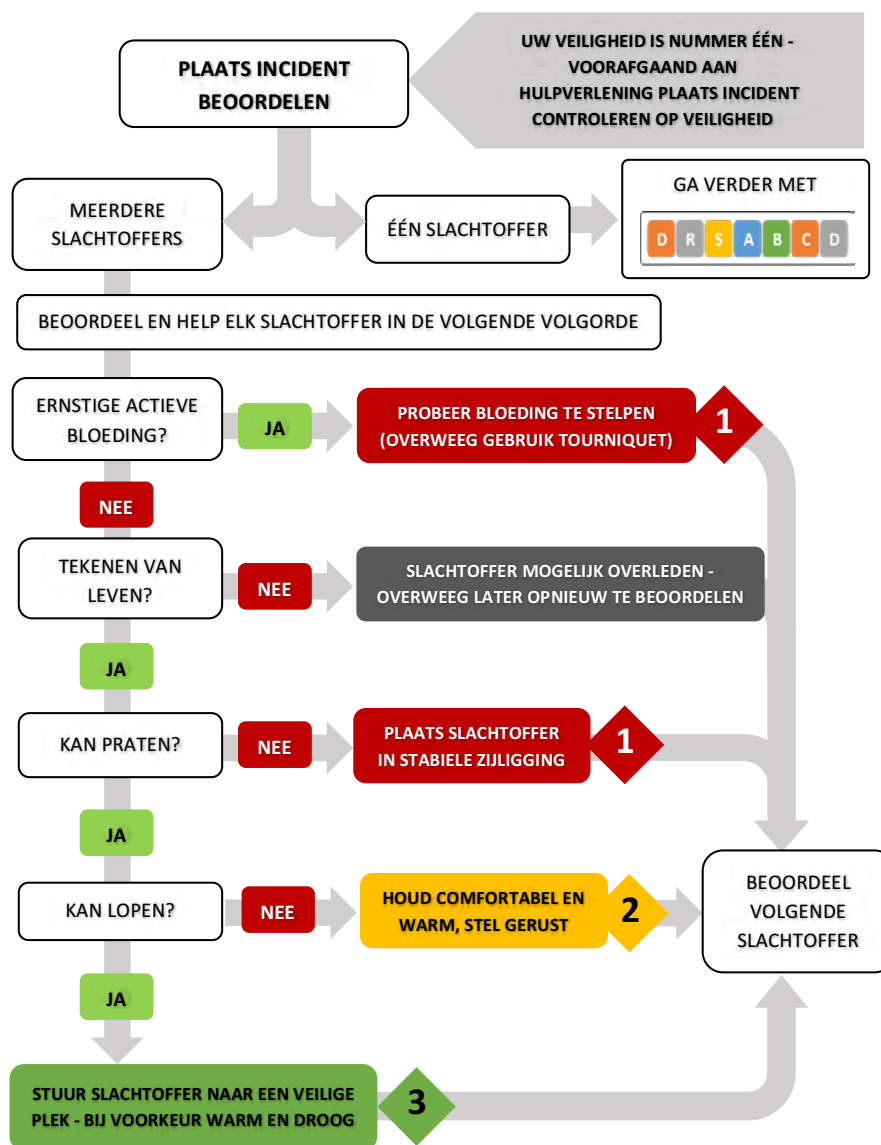 PLAATS INCIDENT
BEOORDELEN
UW VEILIGHEID IS NUMMER ÉÉN -
VOORAFGAAND AAN
HULPVERLENING PLAATS INCIDENT
CONTROLEREN OP VEILIGHEID
MEERDERE
SLACHTOFFERS
ÉÉN SLACHTOFFER
GA VERDER MET
D R S A B C D
BEOORDEEL EN HELP ELK SLACHTOFFER IN DE VOLGENDE VOLGORDE
ERNSTIGE ACTIEVE
BLOEDING?
JA
PROBEER BLOEDING TE STELPEN
(OVERWEEG GEBRUIK TOURNIQUET)
1
NEE
TEKENEN VAN
LEVEN?
NEE
SLACHTOFFER MOGELIJK OVERLEDEN -
OVERWEEG LATER OPNIEUW TE BEOORDELEN
JA
KAN PRATEN?
NEE
PLAATS SLACHTOFFER
IN STABIELE ZIJLIGGING
1
JA
KAN LOPEN?
NEE
HOUD COMFORTABEL EN
WARM, STEL GERUST
2
BEOORDEEL
VOLGENDE
SLACHTOFFER
JA
STUUR SLACHTOFFER NAAR EEN VEILIGE
PLEK - BIJ VOORKEUR WARM EN DROOG
3